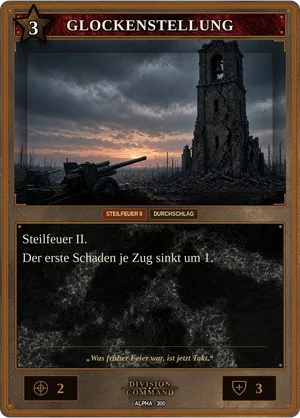 3
GLOCKENSTELLUNG
STEILFEUER II
DURCHSCHLAG
Steilfeuer II.
Der erste Schaden je Zug sinkt um 1.
„Was früher Feier war, ist jetzt Takt.“
2
DIVISION
COMMAND
ALPHA · 300
3